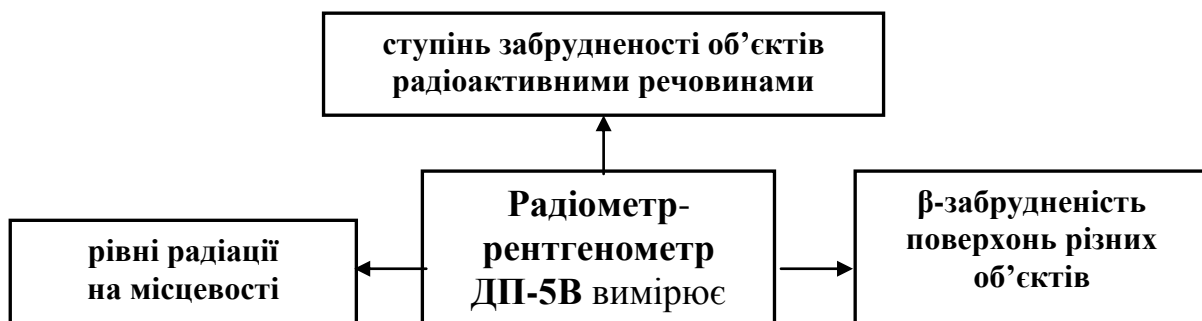 ступінь забрудненості об’єктів
радіоактивними речовинами
Радіометр-
рентгенометр
ДП-5В вимірює
рівні радіації
на місцевості
β-забрудненість
поверхонь різних
об’єктів